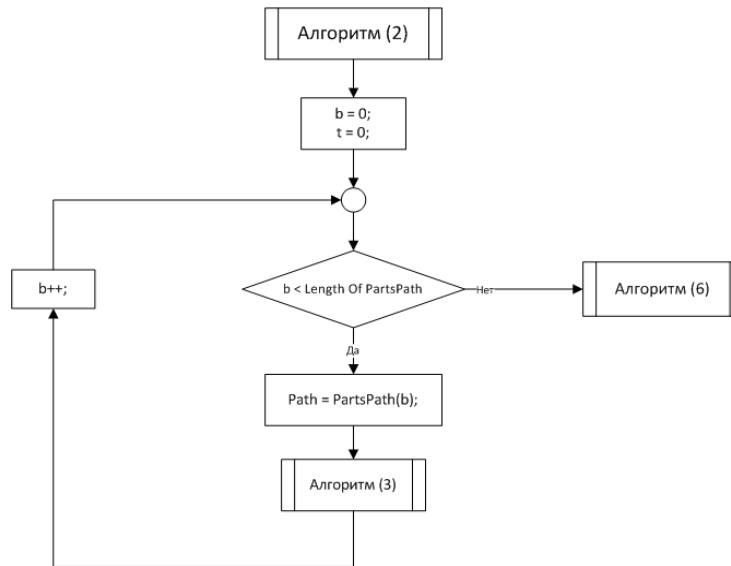 Алгоритм (2)
b = 0;
t = 0;
b++;
b < Length Of PartsPath
Нет
Алгоритм (6)
Да
Path = PartsPath(b);
Алгоритм (3)